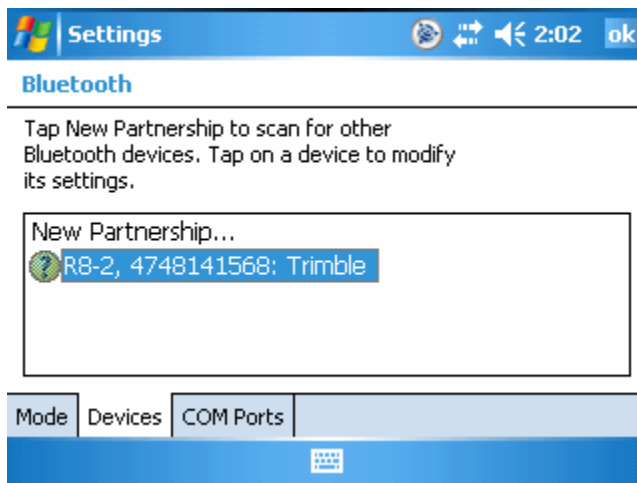 Settings 2:02 ok
Bluetooth
Tap New Partnership to scan for other
Bluetooth devices. Tap on a device to modify
its settings.
New Partnership...
R8-2, 4748141568: Trimble
Mode Devices COM Ports